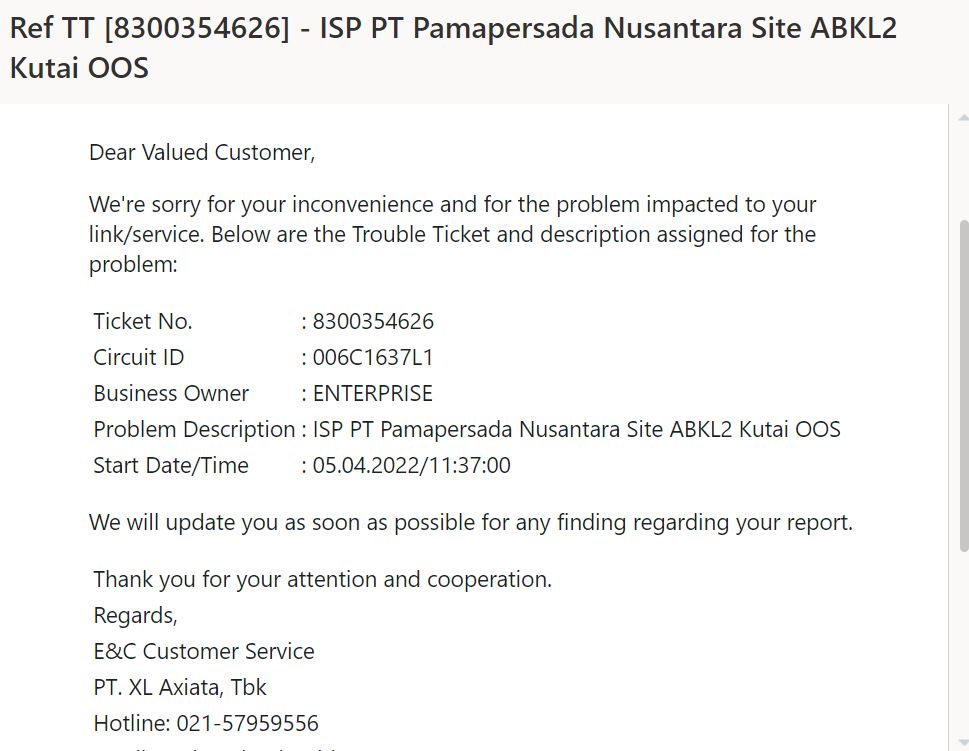 Ref TT [8300354626] - ISP PT Pamapersada Nusantara Site ABKL2
Kutai OOS
Dear Valued Customer,
We're sorry for your inconvenience and for the problem impacted to your
link/service. Below are the Trouble Ticket and description assigned for the
problem:
Ticket No. : 8300354626
Circuit ID : 006C1637L1
Business Owner : ENTERPRISE
Problem Description : ISP PT Pamapersada Nusantara Site ABKL2 Kutai OOS
Start Date/Time : 05.04.2022/11:37:00
We will update you as soon as possible for any finding regarding your report.
Thank you for your attention and cooperation.
Regards,
E&C Customer Service
PT. XL Axiata, Tbk
Hotline: 021-57959556